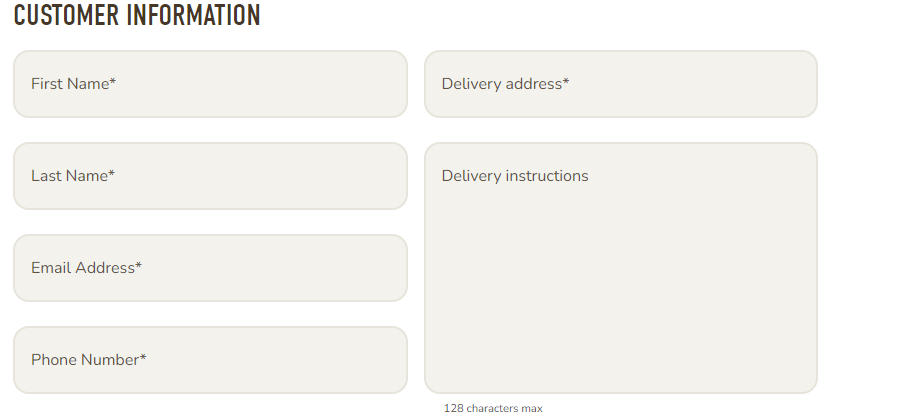 CUSTOMER INFORMATION
First Name*
Last Name*
Email Address*
Phone Number*
Delivery address*
Delivery instructions
128 characters max